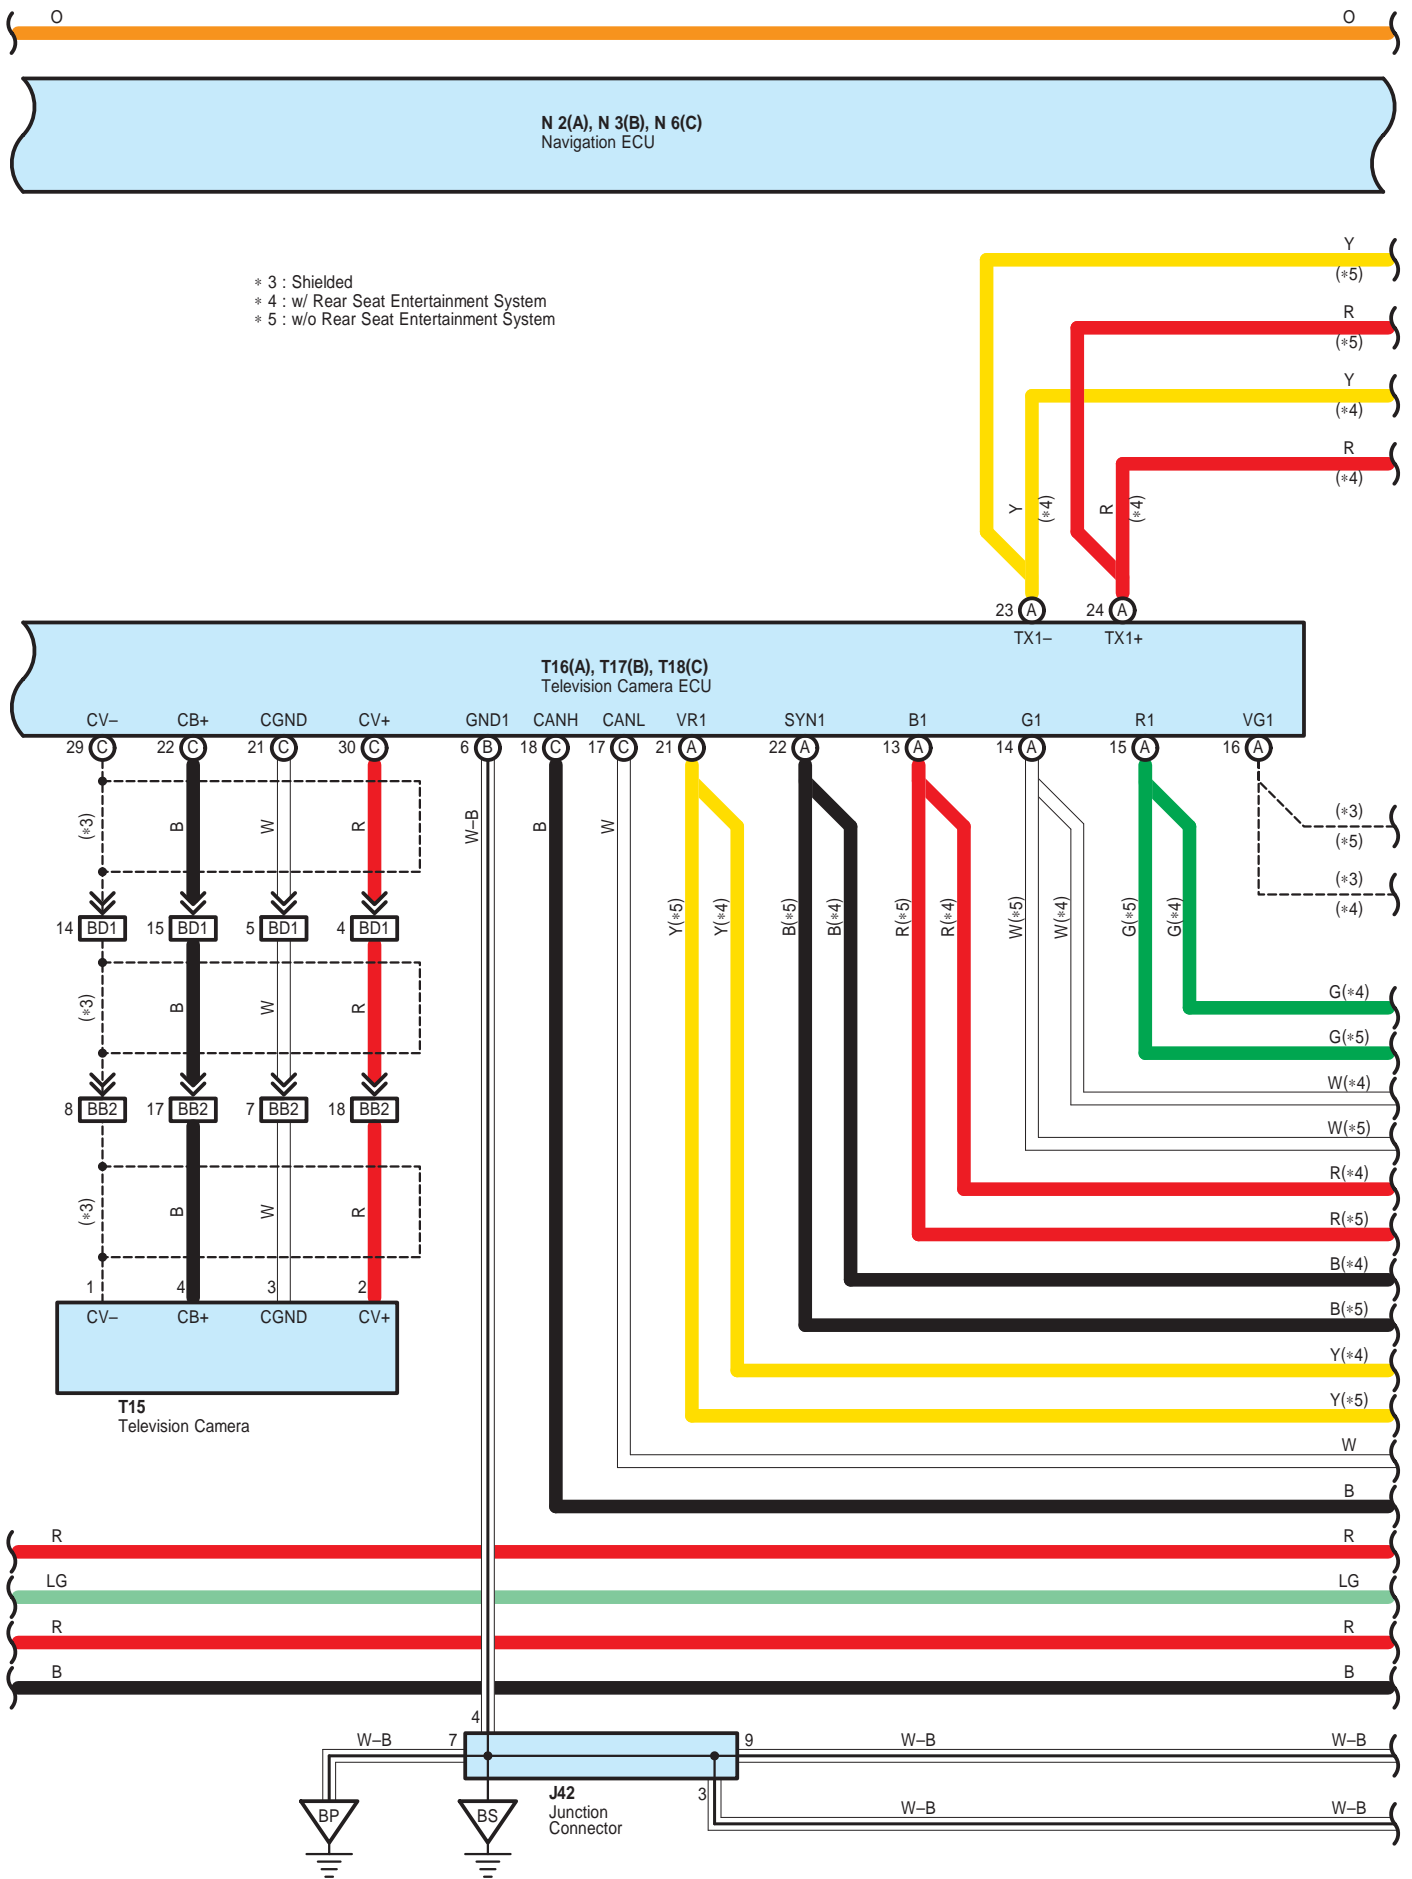 O O
N 2(A), N 3(B), N 6(C)
Navigation ECU
Y
(*5)
∗ 3 : Shielded
∗ 4 : w/ Rear Seat Entertainment System
∗ 5 : w/o Rear Seat Entertainment System
R
(*5)
Y
(*4)
R
(*4)
Y (*4) R (*4)
23 A 24 A
TX1– TX1+
T16(A), T17(B), T18(C)
Television Camera ECU
CV– CB+ CGND CV+ GND1 CANH CANL VR1 SYN1 B1 G1 R1 VG1
29 C 22 C 21 C 30 C 6 B 18 C 17 C 21 A 22 A 13 A 14 A 15 A 16 A
(*3) B W R W–B B W
(*3)
(*5)
(*3)
(*4)
Y(*5) Y(*4) B(*5) B(*4) R(*5) R(*4) W(*5) W(*4) G(*5) G(*4)
14 BD1 15 BD1 5 BD1 4 BD1
(*3) B W R
G(*4)
G(*5)
W(*4)
8 BB2 17 BB2 7 BB2 18 BB2
W(*5)
R(*4)
(*3) B W R
R(*5)
B(*4)
1 4 3 2
CV– CB+ CGND CV+
B(*5)
Y(*4)
Y(*5)
T15
Television Camera
W
B
R R
LG LG
R R
B B
4
W–B 7 9 W–B W–B
J42
Junction
Connector
3
W–B W–B
BP BS